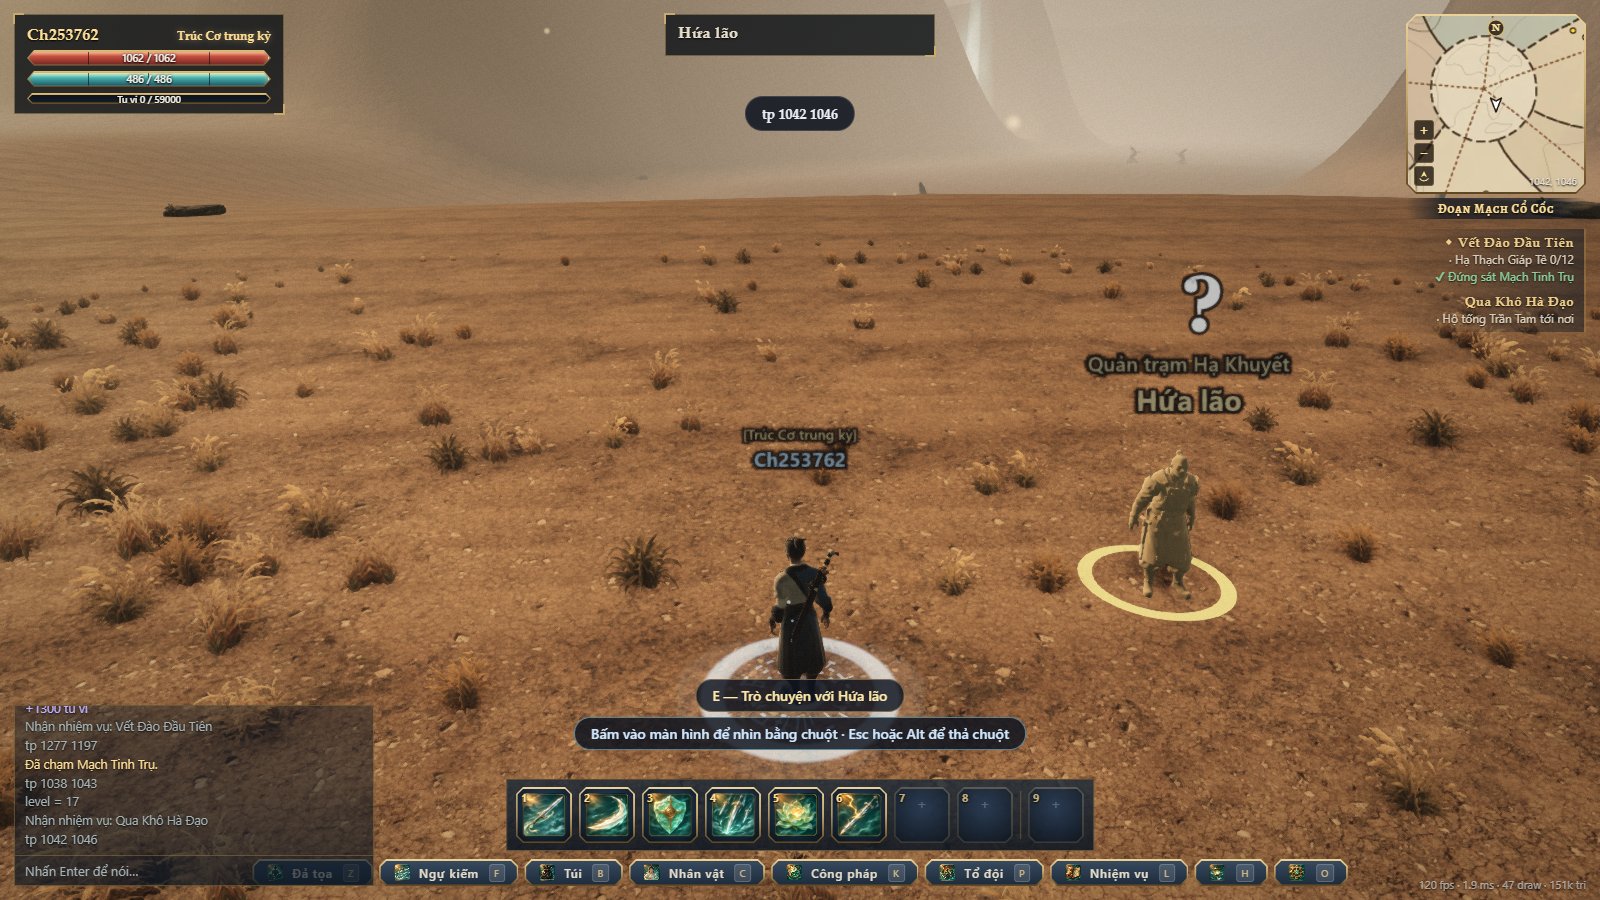 Ch253762
Trúc Cơ trung kỳ
1062 / 1062
486 / 486
Tu vi 0 / 59000
Hứa lão
tp 1042 1046
N
+
−
1042, 1046
Đoạn Mạch Cổ Cốc
Vết Đào Đầu Tiên
· Hạ Thạch Giáp Tê 0/12
✓ Đứng sát Mạch Tinh Trụ
Qua Khô Hà Đạo
· Hộ tống Trần Tam tới nơi
?
Quản trạm Hạ Khuyết
Hứa lão
[Trúc Cơ trung kỳ]
Ch253762
E — Trò chuyện với Hứa lão
Bấm vào màn hình để nhìn bằng chuột · Esc hoặc Alt để thả chuột
+1300 tu vi
Nhận nhiệm vụ: Vết Đào Đầu Tiên
tp 1277 1197
Đã chạm Mạch Tinh Trụ.
tp 1038 1043
level = 17
Nhận nhiệm vụ: Qua Khô Hà Đạo
tp 1042 1046
Nhấn Enter để nói...
1 2 3 4 5 6 7 + 8 + 9 +
Đả tọa Z Ngự kiếm F Túi B Nhân vật C Công pháp K Tổ đội P Nhiệm vụ L H O
120 fps · 1.9 ms · 47 draw · 151k tri